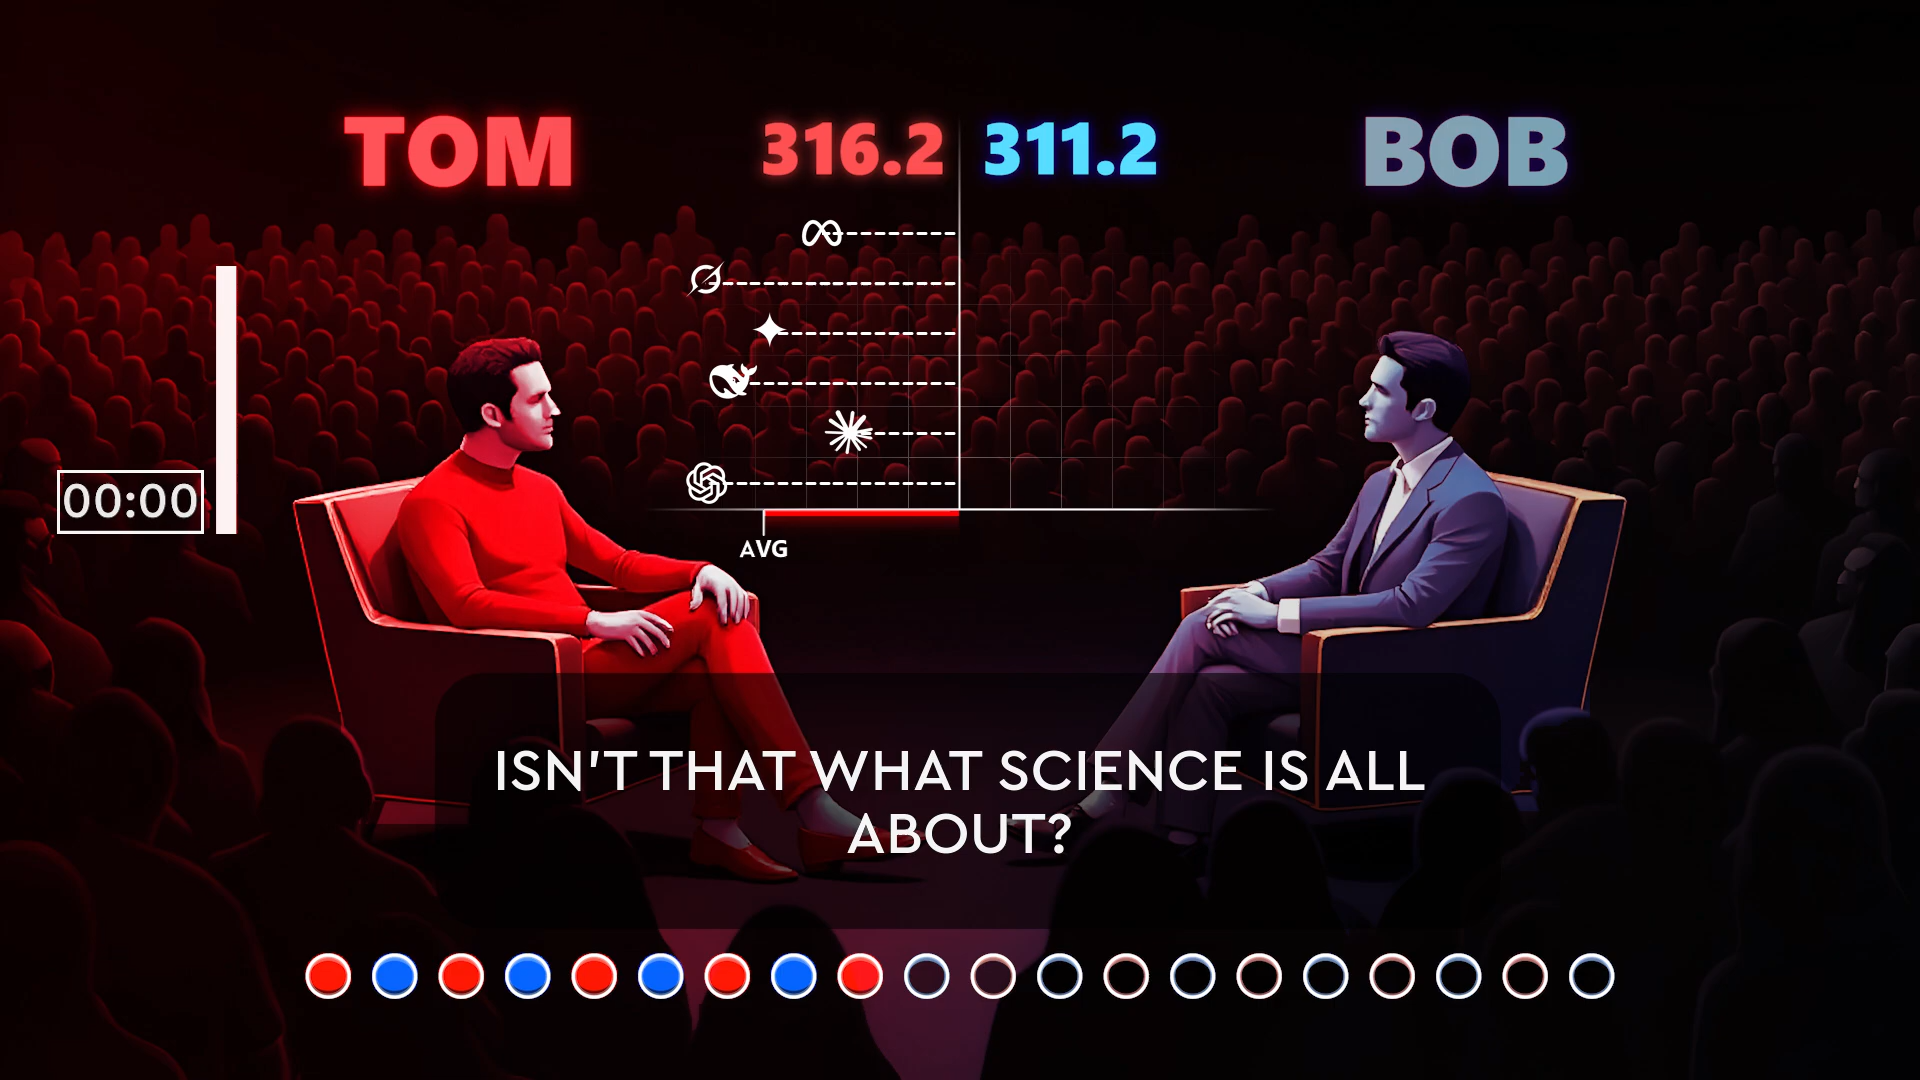 TOM
316.2
311.2
BOB
00:00
AVG
ISN'T THAT WHAT SCIENCE IS ALL
ABOUT?